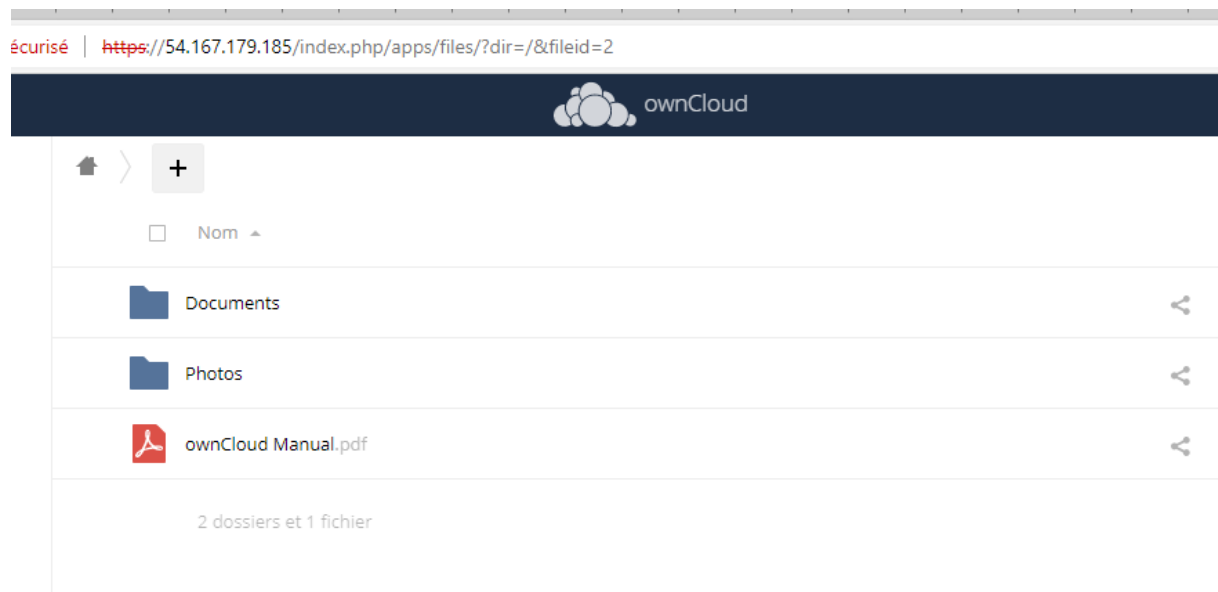 écurisé | https://54.167.179.185/index.php/apps/files/?dir=/&fileid=2
ownCloud
+
Nom
Documents
Photos
ownCloud Manual.pdf
2 dossiers et 1 fichier